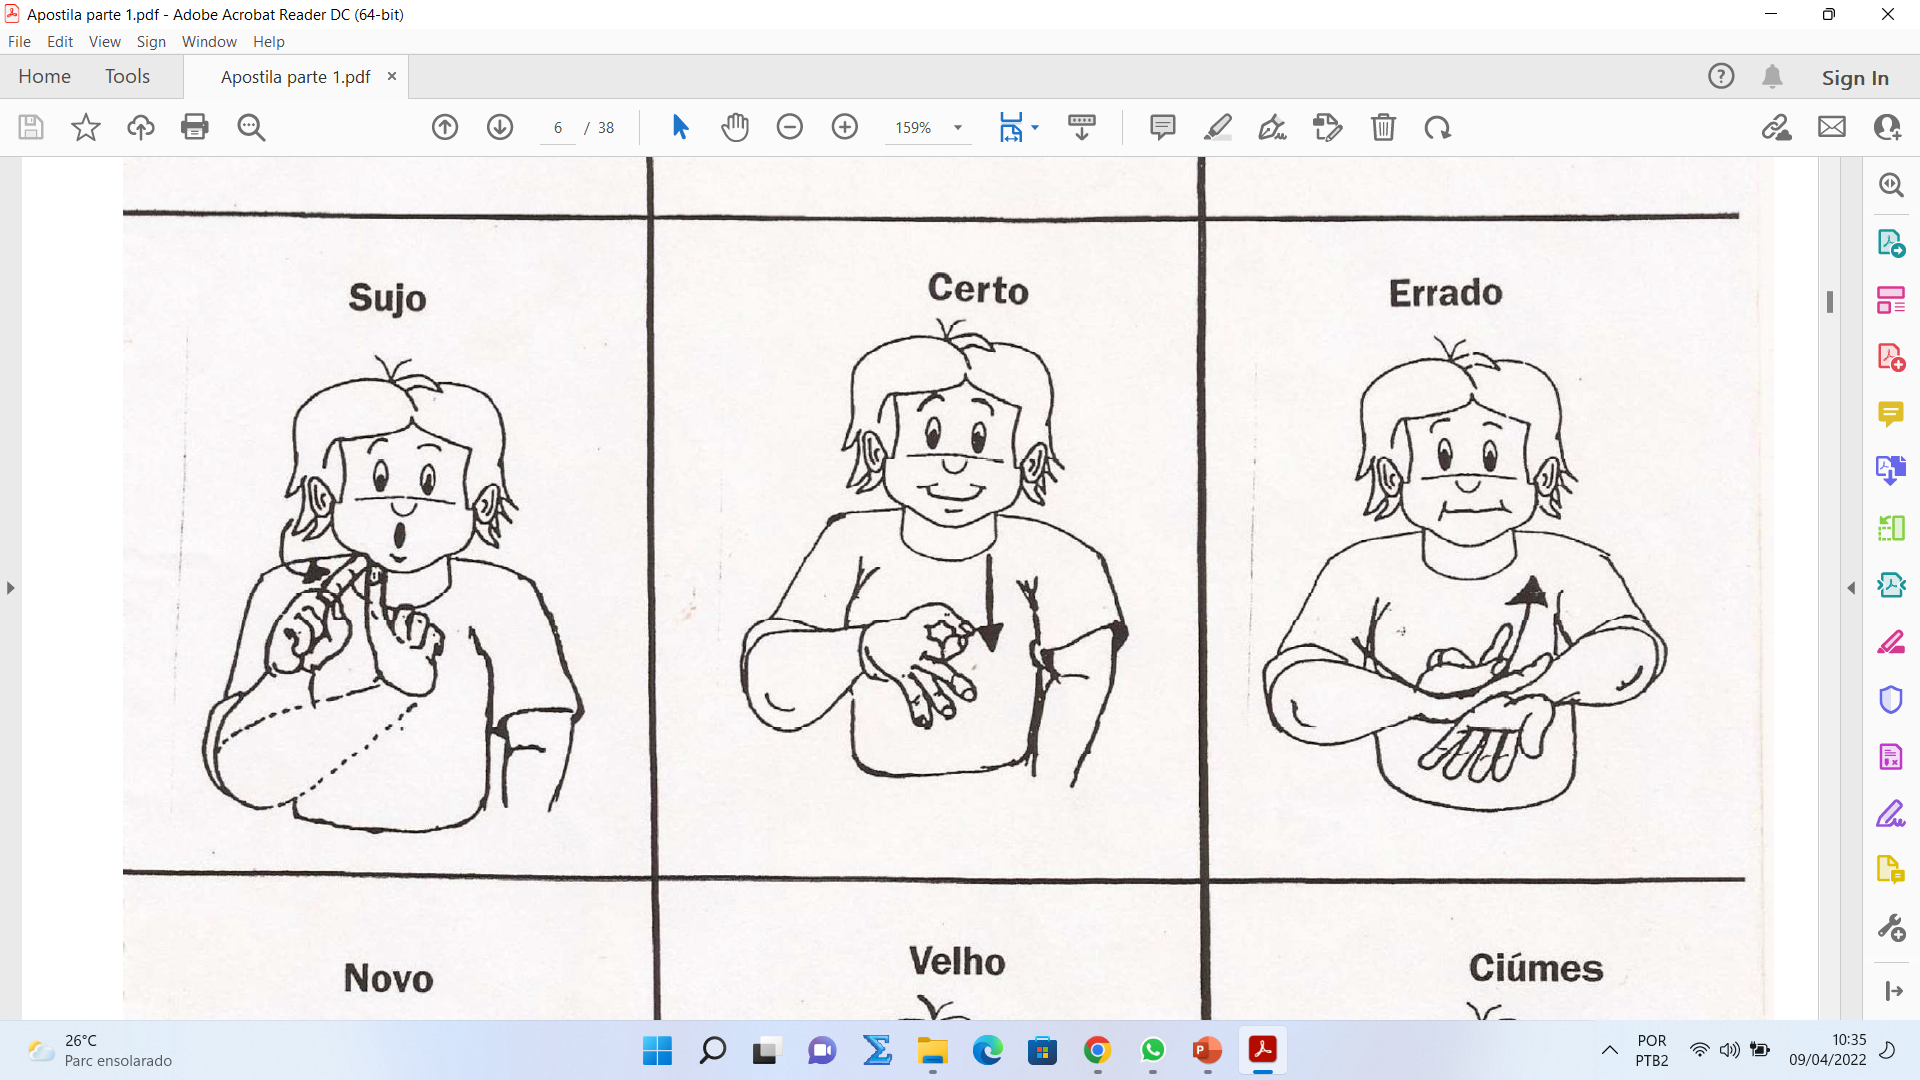 Apostila parte 1.pdf - Adobe Acrobat Reader DC (64-bit)
File Edit View Sign Window Help
Home Tools Apostila parte 1.pdf × Sign In
6 / 38 159%
Sujo Certo Errado
Novo Velho Ciúmes
26°C
Parc ensolarado
POR
PTB2
10:35
09/04/2022